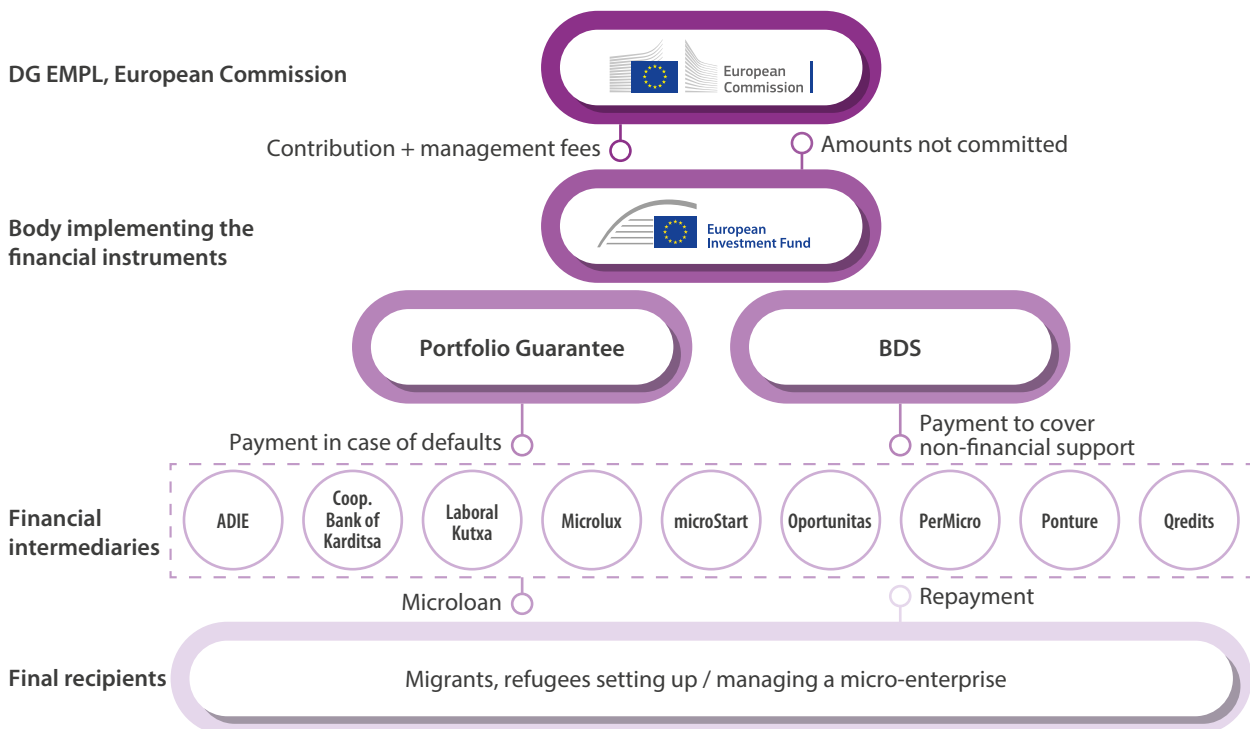 DG EMPL, European Commission
European
Commission
Contribution + management fees
Amounts not committed
Body implementing the
financial instruments
European
Investment Fund
Portfolio Guarantee
BDS
Payment in case of defaults
Payment to cover
non-financial support
Financial
intermediaries
ADIE
Coop.
Bank of
Karditsa
Laboral
Kutxa
Microlux
microStart
Oportunitas
PerMicro
Ponture
Qredits
Microloan
Repayment
Final recipients
Migrants, refugees setting up / managing a micro-enterprise